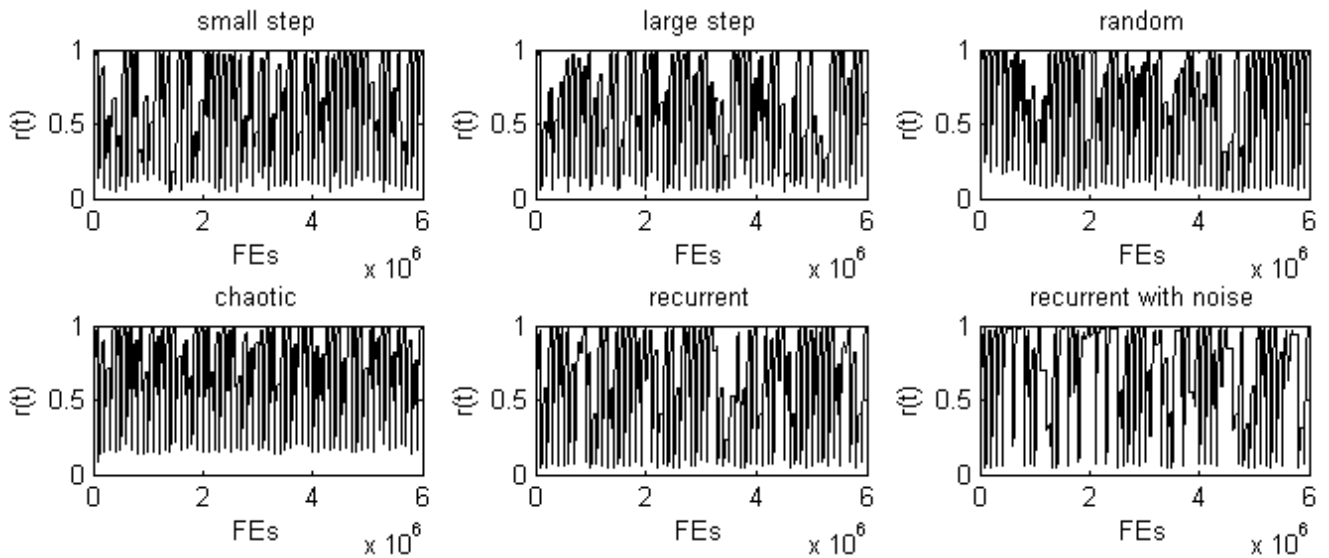 small step
large step
random
r(t)
1
0.5
0
0 2 4 6
FEs
x 10^6
r(t)
1
0.5
0
0 2 4 6
FEs
x 10^6
r(t)
1
0.5
0
0 2 4 6
FEs
x 10^6
chaotic
recurrent
recurrent with noise
r(t)
1
0.5
0
0 2 4 6
FEs
x 10^6
r(t)
1
0.5
0
0 2 4 6
FEs
x 10^6
r(t)
1
0.5
0
0 2 4 6
FEs
x 10^6